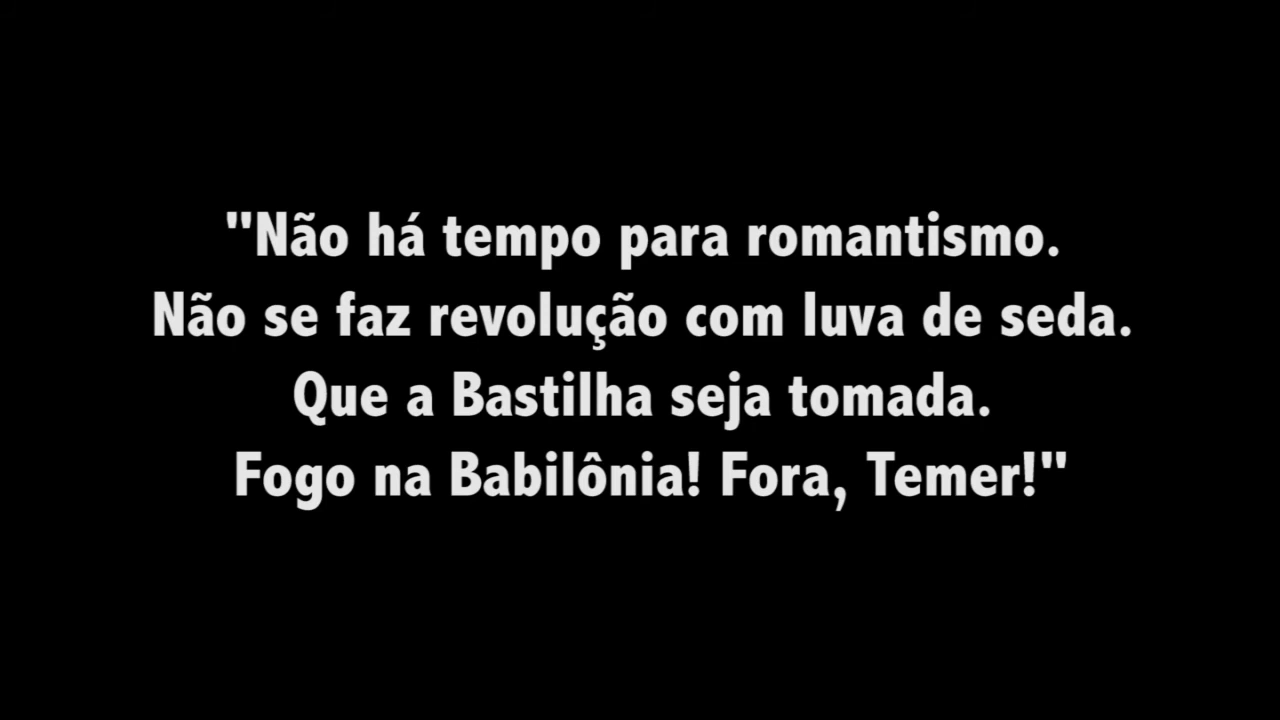 "Não há tempo para romantismo.
Não se faz revolução com luva de seda.
Que a Bastilha seja tomada.
Fogo na Babilônia! Fora, Temer!"